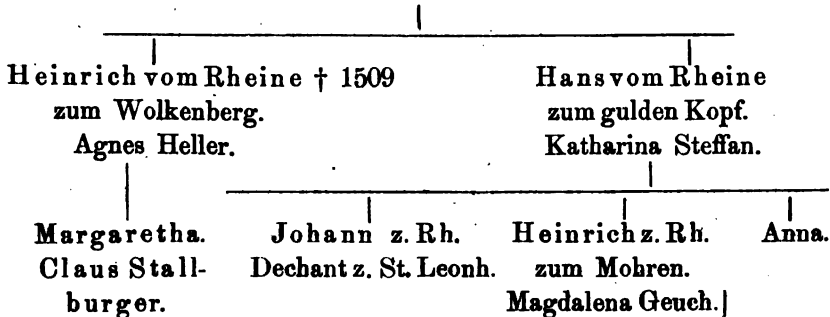 Heinrich vom Rheine † 1509
zum Wolkenberg.
Agnes Heller.
Hans vom Rheine
zum gulden Kopf.
Katharina Steffan.
Margaretha.
Claus Stall-
burger.
Johann z. Rh.
Dechant z. St. Leonh.
Heinrich z. Rh.
zum Mohren.
Magdalena Geuch.
Anna.